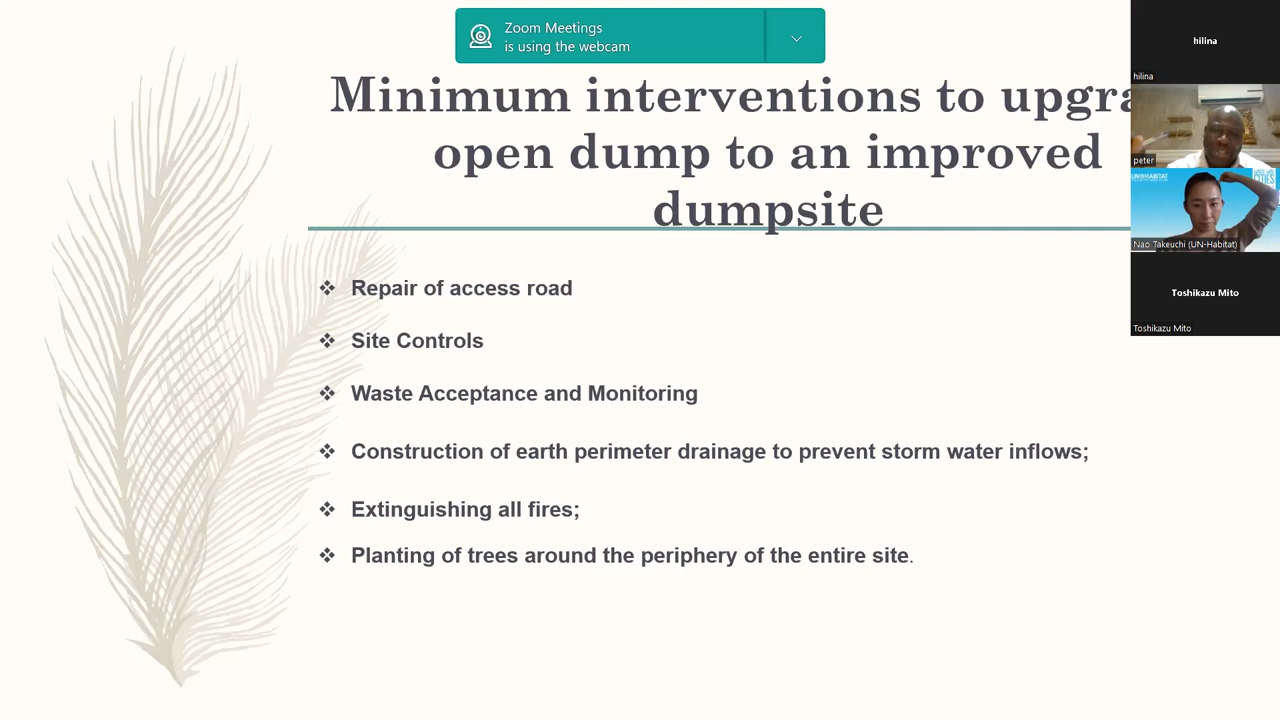 Zoom Meetings
is using the webcam
Minimum interventions to upgra
open dump to an improved
dumpsite
❖ Repair of access road
❖ Site Controls
❖ Waste Acceptance and Monitoring
❖ Construction of earth perimeter drainage to prevent storm water inflows;
❖ Extinguishing all fires;
❖ Planting of trees around the periphery of the entire site.
hilina
hilina
peter
UN-HABITAT
CITIES
Nao Takeuchi (UN-Habitat)
Toshikazu Mito
Toshikazu Mito